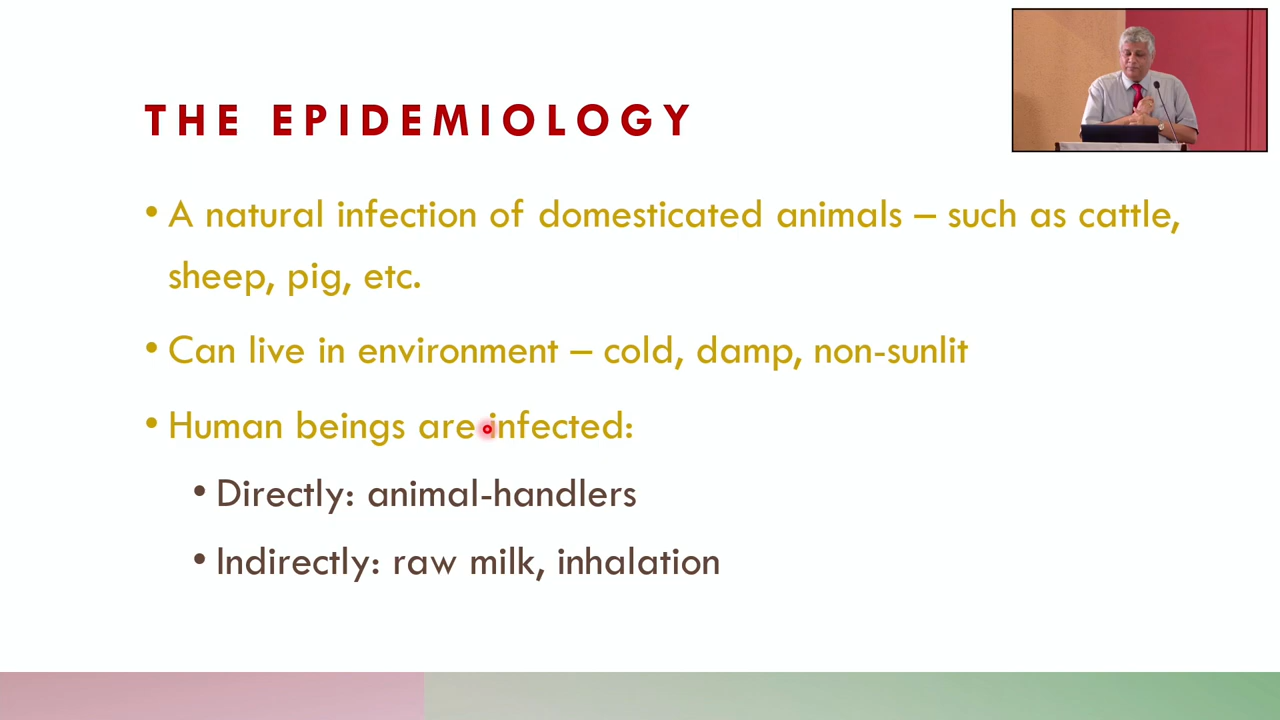 THE EPIDEMIOLOGY
• A natural infection of domesticated animals – such as cattle,
sheep, pig, etc.
• Can live in environment – cold, damp, non-sunlit
• Human beings are infected:
• Directly: animal-handlers
• Indirectly: raw milk, inhalation